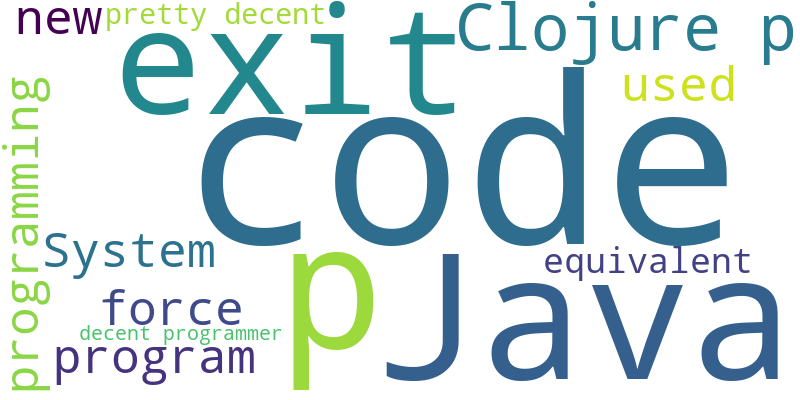 new
pretty decent
exit
Clojure p
used
programming
code
System
equivalent
force
p
Java
decent programmer
program